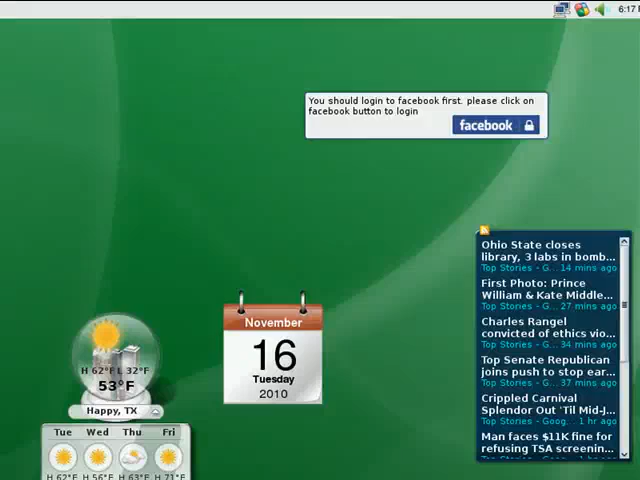 6:17 P
You should login to facebook first. please click on
facebook button to login
facebook
Ohio State closes
library, 3 labs in bomb...
Top Stories - G... 14 mins ago
First Photo: Prince
William & Kate Middle...
Top Stories - G... 27 mins ago
Charles Rangel
convicted of ethics vio...
Top Stories - G... 34 mins ago
Top Senate Republican
joins push to stop ear...
Top Stories - G... 37 mins ago
Crippled Carnival
Splendor Out 'Til Mid-J...
Top Stories - Goog... 1 hr ago
Man faces $11K fine for
refusing TSA screenin...
November
16
Tuesday
2010
H 62°F L 32°F
53°F
Happy, TX
Tue Wed Thu Fri
H 62°F H 56°F H 63°F H 71°F